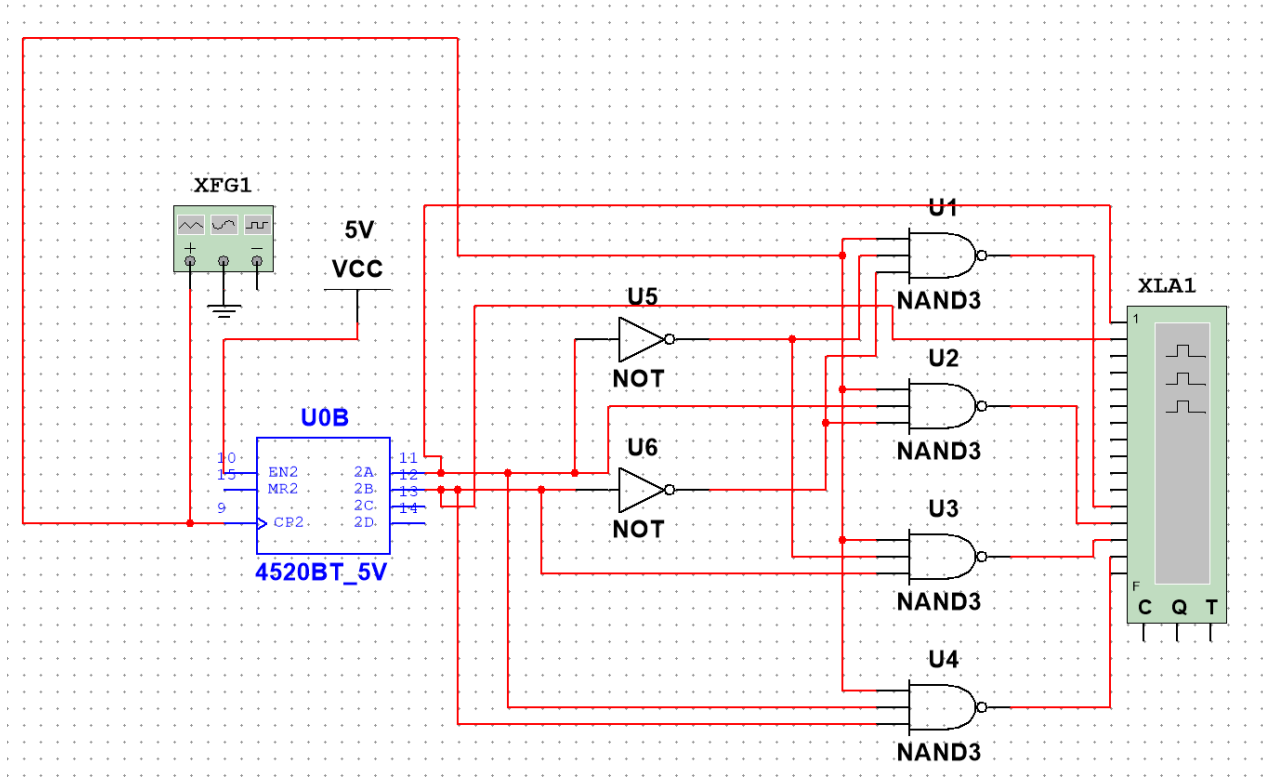 XFG1
+
−
5V
VCC
U0B
10
EN2
15
MR2
9
CP2
2A
11
2B
12
2C
13
2D
14
4520BT_5V
U5
NOT
U6
NOT
U1
NAND3
U2
NAND3
U3
NAND3
U4
NAND3
XLA1
1
F
C Q T